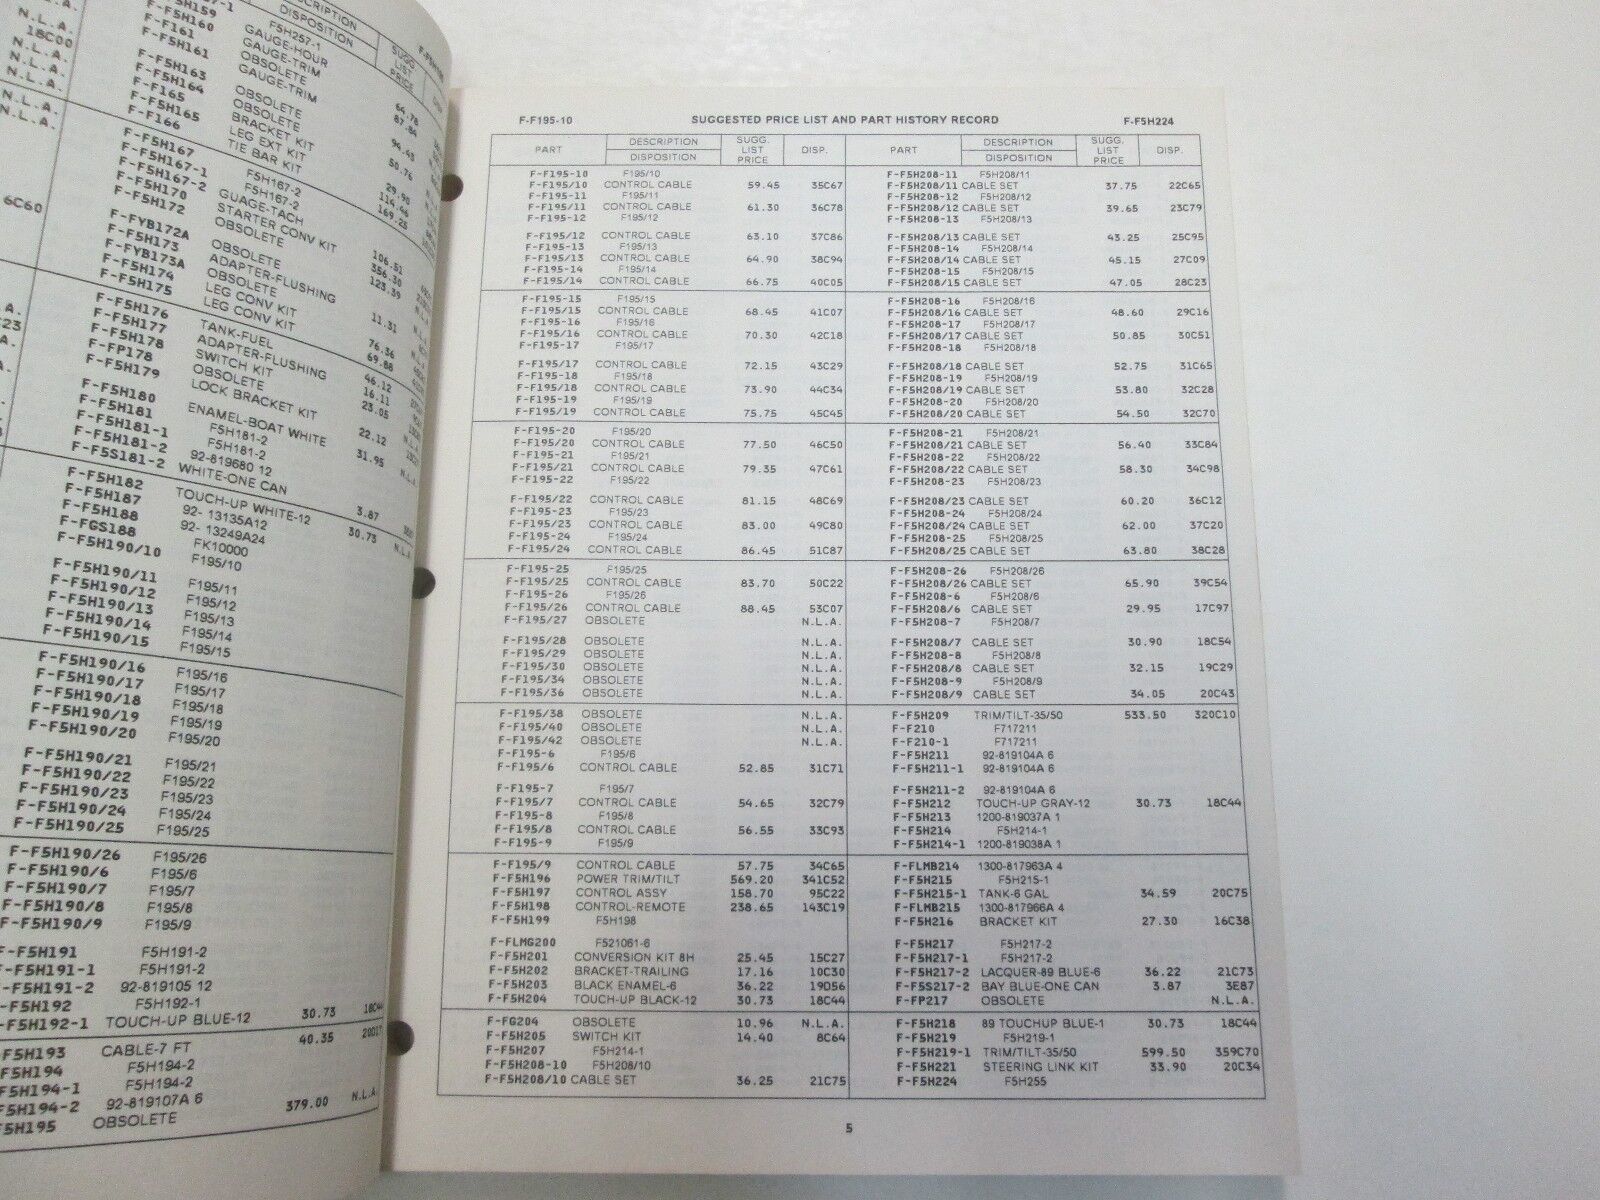 N.L.A.
18C00
N.L.A.
N.L.A.
N.L.A.
N.L.A.
6C60
DESCRIPTION
DISPOSITION
SUGG
LIST
PRICE
F-F5H160
F-F161 GAUGE-HOUR
F-F5H161 GAUGE-TRIM
F-F5H163
F-F5H164 OBSOLETE
F-F165
F-F5H165
F-F166
F-F5H167 F5H167-2
F-F5H167-1 F5H167-2
F-F5H167-2
F-F5H170
F-F5H172
F-FYB172A
F-F5H173
F-FYB173A
F-F5H174
F-F5H175
F-F5H176 TANK-FUEL
F-F5H177 ADAPTER-FLUSHING
F-F5H178 SWITCH KIT
F-FP178 OBSOLETE
F-F5H179 LOCK BRACKET KIT
F-F5H180 ENAMEL-BOAT WHITE
F-F5H181 F5H181-2
F-F5H181-1 F5H181-2
F-F5H181-2 92-819680 12
F-F5S181-2 WHITE-ONE CAN
F-F5H182 TOUCH-UP WHITE-12
F-F5H187 92- 13135A12
F-F5H188 92- 13249A24
F-FGS188 FK10000
F-F5H190/10 F195/10
F-F5H190/11 F195/11
F-F5H190/12 F195/12
F-F5H190/13 F195/13
F-F5H190/14 F195/14
F-F5H190/15 F195/15
F-F5H190/16 F195/16
F-F5H190/17 F195/17
F-F5H190/18 F195/18
F-F5H190/19 F195/19
F-F5H190/20 F195/20
F-F5H190/21 F195/21
F-F5H190/22 F195/22
F-F5H190/23 F195/23
F-F5H190/24 F195/24
F-F5H190/25 F195/25
F-F5H190/26 F195/26
F-F5H190/6 F195/6
F-F5H190/7 F195/7
F-F5H190/8 F195/8
F-F5H190/9 F195/9
F-F5H191 F5H191-2
-F5H191-1 F5H191-2
-F5H191-2 92-819105 12
-F5H192 F5H192-1
-F5H192-1 TOUCH-UP BLUE-12 30.73 18C44
F5H193 CABLE-7 FT 40.35
F5H194 F5H194-2
F5H194-1 F5H194-2
F5H194-2 92-819107A 6
F5H195 OBSOLETE 379.00 N.L.A.
F-F195-10 SUGGESTED PRICE LIST AND PART HISTORY RECORD F-F5H224
PART DESCRIPTION DISPOSITION SUGG. LIST PRICE DISP. PART DESCRIPTION DISPOSITION SUGG. LIST PRICE DISP.
F-F195-10 F195/10 F-F5H208-11 F5H208/11
F-F195/10 CONTROL CABLE 59.45 35C67 F-F5H208/11 CABLE SET 37.75 22C65
F-F195-11 F195/11 F-F5H208-12 F5H208/12
F-F195/11 CONTROL CABLE 61.30 36C78 F-F5H208/12 CABLE SET 39.65 23C79
F-F195-12 F195/12 F-F5H208-13 F5H208/13
F-F195/12 CONTROL CABLE 63.10 37C86 F-F5H208/13 CABLE SET 43.25 25C95
F-F195-13 F195/13 F-F5H208-14 F5H208/14
F-F195/13 CONTROL CABLE 64.90 38C94 F-F5H208/14 CABLE SET 45.15 27C09
F-F195-14 F195/14 F-F5H208-15 F5H208/15
F-F195/14 CONTROL CABLE 66.75 40C05 F-F5H208/15 CABLE SET 47.05 28C23
F-F195-15 F195/15 F-F5H208-16 F5H208/16
F-F195/15 CONTROL CABLE 68.45 41C07 F-F5H208/16 CABLE SET 48.60 29C16
F-F195-16 F195/16 F-F5H208-17 F5H208/17
F-F195/16 CONTROL CABLE 70.30 42C18 F-F5H208/17 CABLE SET 50.85 30C51
F-F195-17 F195/17 F-F5H208-18 F5H208/18
F-F195/17 CONTROL CABLE 72.15 43C29 F-F5H208/18 CABLE SET 52.75 31C65
F-F195-18 F195/18 F-F5H208-19 F5H208/19
F-F195/18 CONTROL CABLE 73.90 44C34 F-F5H208/19 CABLE SET 53.80 32C28
F-F195-19 F195/19 F-F5H208-20 F5H208/20
F-F195/19 CONTROL CABLE 75.75 45C45 F-F5H208/20 CABLE SET 54.50 32C70
F-F195-20 F195/20 F-F5H208-21 F5H208/21
F-F195/20 CONTROL CABLE 77.50 46C50 F-F5H208/21 CABLE SET 56.40 33C84
F-F195-21 F195/21 F-F5H208-22 F5H208/22
F-F195/21 CONTROL CABLE 79.35 47C61 F-F5H208/22 CABLE SET 58.30 34C98
F-F195-22 F195/22 F-F5H208-23 F5H208/23
F-F195/22 CONTROL CABLE 81.15 48C69 F-F5H208/23 CABLE SET 60.20 36C12
F-F195-23 F195/23 F-F5H208-24 F5H208/24
F-F195/23 CONTROL CABLE 83.00 49C80 F-F5H208/24 CABLE SET 62.00 37C20
F-F195-24 F195/24 F-F5H208-25 F5H208/25
F-F195/24 CONTROL CABLE 86.45 51C87 F-F5H208/25 CABLE SET 63.80 38C28
F-F195-25 F195/25 F-F5H208-26 F5H208/26
F-F195/25 CONTROL CABLE 83.70 50C22 F-F5H208/26 CABLE SET 65.90 39C54
F-F195-26 F195/26 F-F5H208-6 F5H208/6
F-F195/26 CONTROL CABLE 88.45 53C07 F-F5H208/6 CABLE SET 29.95 17C97
F-F195/27 OBSOLETE N.L.A. F-F5H208-7 F5H208/7
F-F195/28 OBSOLETE N.L.A. F-F5H208/7 CABLE SET 30.90 18C54
F-F195/29 OBSOLETE N.L.A. F-F5H208-8 F5H208/8
F-F195/30 OBSOLETE N.L.A. F-F5H208/8 CABLE SET 32.15 19C29
F-F195/34 OBSOLETE N.L.A. F-F5H208-9 F5H208/9
F-F195/36 OBSOLETE N.L.A. F-F5H208/9 CABLE SET 34.05 20C43
F-F195/38 OBSOLETE N.L.A. F-F5H209 TRIM/TILT-35/50 533.50 320C10
F-F195/40 OBSOLETE N.L.A. F-F210 F717211
F-F195/42 OBSOLETE N.L.A. F-F210-1 F717211
F-F195-6 F195/6 F-F5H211 92-819104A 6
F-F195/6 CONTROL CABLE 52.85 31C71 F-F5H211-1 92-819104A 6
F-F195-7 F195/7 F-F5H211-2 92-819104A 6
F-F195/7 CONTROL CABLE 54.65 32C79 F-F5H212 TOUCH-UP GRAY-12 30.73 18C44
F-F195-8 F195/8 F-F5H213 1200-819037A 1
F-F195/8 CONTROL CABLE 56.55 33C93 F-F5H214 F5H214-1
F-F195-9 F195/9 F-F5H214-1 1200-819038A 1
F-F195/9 CONTROL CABLE 57.75 34C65 F-FLMB214 1300-817963A 4
F-F5H196 POWER TRIM/TILT 569.20 341C52 F-F5H215 F5H215-1
F-F5H197 CONTROL ASSY 158.70 95C22 F-F5H215-1 TANK-6 GAL 34.59 20C75
F-F5H198 CONTROL-REMOTE 238.65 143C19 F-FLMB215 1300-817966A 4
F-F5H199 F5H198 F-F5H216 BRACKET KIT 27.30 16C38
F-FLMG200 F521061-6 F-F5H217 F5H217-2
F-F5H201 CONVERSION KIT 8H 25.45 15C27 F-F5H217-1 F5H217-2
F-F5H202 BRACKET-TRAILING 17.16 10C30 F-F5H217-2 LACQUER-89 BLUE-6 36.22 21C73
F-F5H203 BLACK ENAMEL-6 36.22 19D56 F-F5S217-2 BAY BLUE-ONE CAN 3.87 3E87
F-F5H204 TOUCH-UP BLACK-12 30.73 18C44 F-FP217 OBSOLETE N.L.A.
F-FG204 OBSOLETE 10.96 N.L.A. F-F5H218 89 TOUCHUP BLUE-1 30.73 18C44
F-F5H205 SWITCH KIT 14.40 8C64 F-F5H219 F5H219-1
F-F5H207 F5H214-1 F-F5H219-1 TRIM/TILT-35/50 599.50 359C70
F-F5H208-10 F5H208/10 F-F5H221 STEERING LINK KIT 33.90 20C34
F-F5H208/10 CABLE SET 36.25 21C75 F-F5H224 F5H255
5